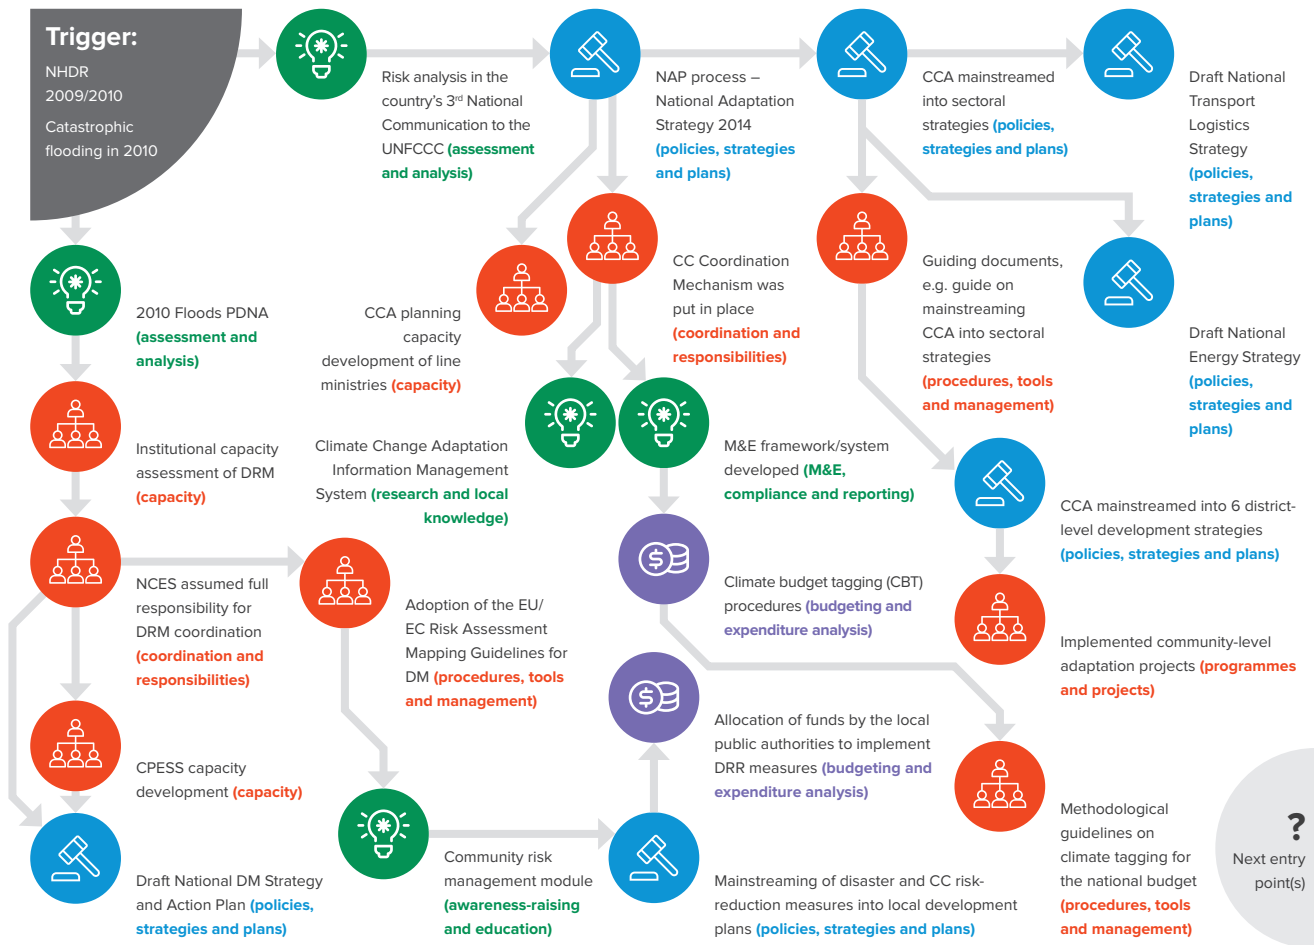 Trigger:
NHDR
2009/2010
Catastrophic
flooding in 2010
Risk analysis in the
country's 3rd National
Communication to the
UNFCCC (assessment
and analysis)
NAP process –
National Adaptation
Strategy 2014
(policies, strategies
and plans)
CCA mainstreamed
into sectoral
strategies (policies,
strategies and plans)
Draft National
Transport
Logistics
Strategy
(policies,
strategies and
plans)
2010 Floods PDNA
(assessment and
analysis)
CCA planning
capacity
development of line
ministries (capacity)
CC Coordination
Mechanism was
put in place
(coordination and
responsibilities)
Guiding documents,
e.g. guide on
mainstreaming
CCA into sectoral
strategies
(procedures, tools
and management)
Draft National
Energy Strategy
(policies,
strategies and
plans)
Institutional capacity
assessment of DRM
(capacity)
Climate Change Adaptation
Information Management
System (research and local
knowledge)
M&E framework/system
developed (M&E,
compliance and reporting)
CCA mainstreamed into 6 district-
level development strategies
(policies, strategies and plans)
NCES assumed full
responsibility for
DRM coordination
(coordination and
responsibilities)
Adoption of the EU/
EC Risk Assessment
Mapping Guidelines for
DM (procedures, tools
and management)
$
Climate budget tagging (CBT)
procedures (budgeting and
expenditure analysis)
Implemented community-level
adaptation projects (programmes
and projects)
CPESS capacity
development (capacity)
$
Allocation of funds by the local
public authorities to implement
DRR measures (budgeting and
expenditure analysis)
Methodological
guidelines on
climate tagging for
the national budget
(procedures, tools
and management)
Draft National DM Strategy
and Action Plan (policies,
strategies and plans)
Community risk
management module
(awareness-raising
and education)
Mainstreaming of disaster and CC risk-
reduction measures into local development
plans (policies, strategies and plans)
?
Next entry
point(s)